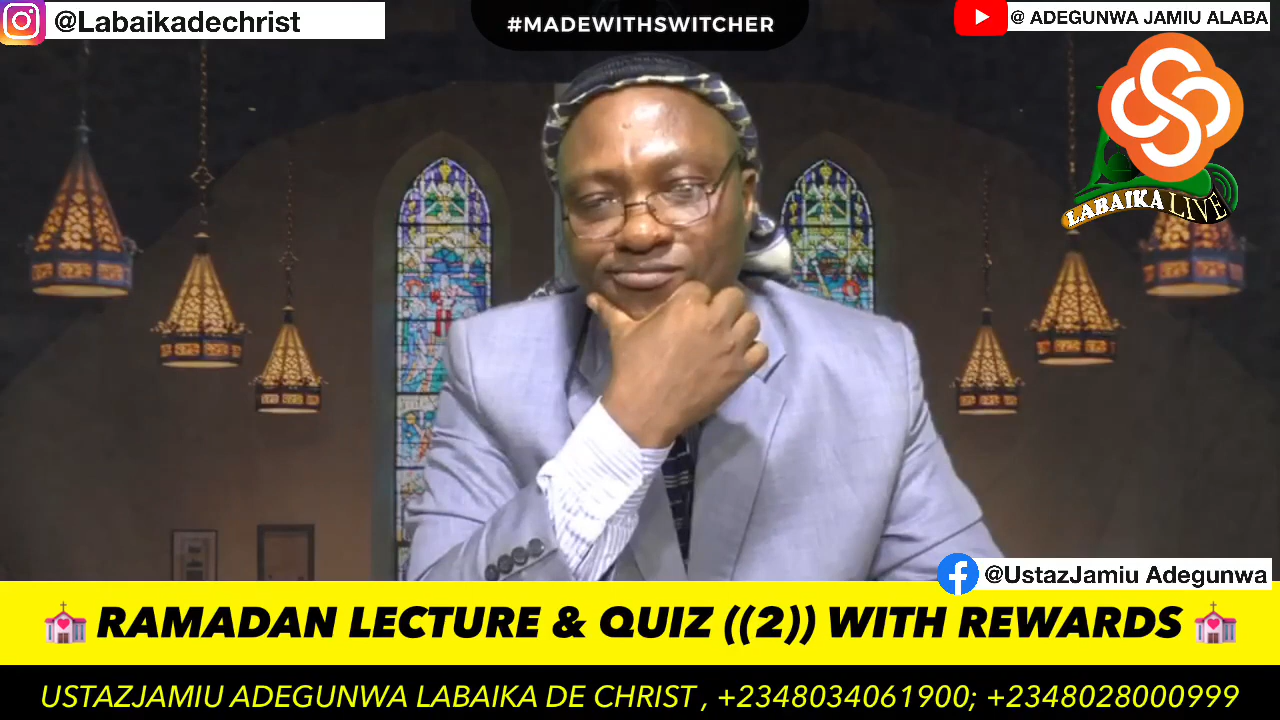 @Labaikadechrist
#MADEWITHSWITCHER
@ ADEGUNWA JAMIU ALABA
LABAIKA LIVE
@UstazJamiu Adegunwa
RAMADAN LECTURE & QUIZ ((2)) WITH REWARDS
USTAZJAMIU ADEGUNWA LABAIKA DE CHRIST , +2348034061900; +2348028000999